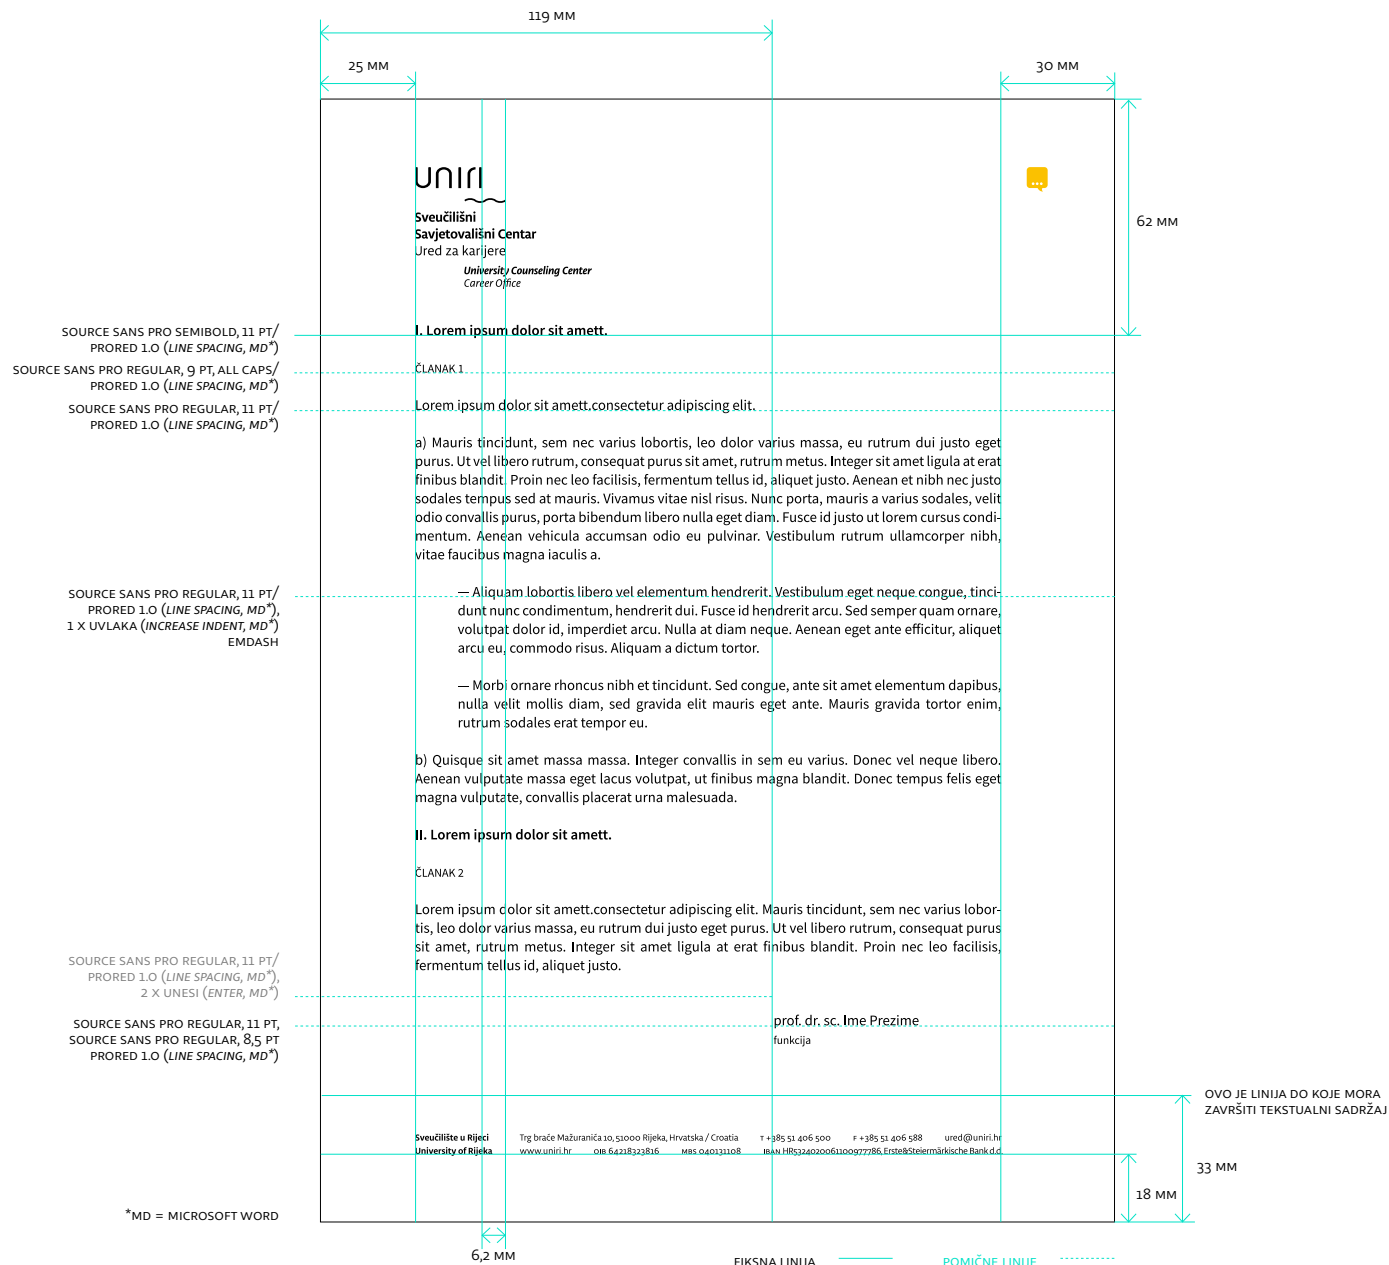 119 MM
25 MM
30 MM
62 MM
UNIRI
Sveučilišni
Savjetovališni Centar
Ured za karijere
University Counseling Center
Career Office
SOURCE SANS PRO SEMIBOLD, 11 PT/
PRORED 1.0 (LINE SPACING, MD*)
I. Lorem ipsum dolor sit amett.
SOURCE SANS PRO REGULAR, 9 PT, ALL CAPS/
PRORED 1.0 (LINE SPACING, MD*)
ČLANAK 1
SOURCE SANS PRO REGULAR, 11 PT/
PRORED 1.0 (LINE SPACING, MD*)
Lorem ipsum dolor sit amett.consectetur adipiscing elit.
a) Mauris tincidunt, sem nec varius lobortis, leo dolor varius massa, eu rutrum dui justo eget
purus. Ut vel libero rutrum, consequat purus sit amet, rutrum metus. Integer sit amet ligula at erat
finibus blandit. Proin nec leo facilisis, fermentum tellus id, aliquet justo. Aenean et nibh nec justo
sodales tempus sed at mauris. Vivamus vitae nisl risus. Nunc porta, mauris a varius sodales, velit
odio convallis purus, porta bibendum libero nulla eget diam. Fusce id justo ut lorem cursus condi-
mentum. Aenean vehicula accumsan odio eu pulvinar. Vestibulum rutrum ullamcorper nibh,
vitae faucibus magna iaculis a.
SOURCE SANS PRO REGULAR, 11 PT/
PRORED 1.0 (LINE SPACING, MD*),
1 X UVLAKA (INCREASE INDENT, MD*)
EMDASH
— Aliquam lobortis libero vel elementum hendrerit. Vestibulum eget neque congue, tinci-
dunt nunc condimentum, hendrerit dui. Fusce id hendrerit arcu. Sed semper quam ornare,
volutpat dolor id, imperdiet arcu. Nulla at diam neque. Aenean eget ante efficitur, aliquet
arcu eu, commodo risus. Aliquam a dictum tortor.
— Morbi ornare rhoncus nibh et tincidunt. Sed congue, ante sit amet elementum dapibus,
nulla velit mollis diam, sed gravida elit mauris eget ante. Mauris gravida tortor enim,
rutrum sodales erat tempor eu.
b) Quisque sit amet massa massa. Integer convallis in sem eu varius. Donec vel neque libero.
Aenean vulputate massa eget lacus volutpat, ut finibus magna blandit. Donec tempus felis eget
magna vulputate, convallis placerat urna malesuada.
II. Lorem ipsum dolor sit amett.
ČLANAK 2
Lorem ipsum dolor sit amett.consectetur adipiscing elit. Mauris tincidunt, sem nec varius lobor-
tis, leo dolor varius massa, eu rutrum dui justo eget purus. Ut vel libero rutrum, consequat purus
sit amet, rutrum metus. Integer sit amet ligula at erat finibus blandit. Proin nec leo facilisis,
fermentum tellus id, aliquet justo.
SOURCE SANS PRO REGULAR, 11 PT/
PRORED 1.0 (LINE SPACING, MD*),
2 X UNESI (ENTER, MD*)
SOURCE SANS PRO REGULAR, 11 PT,
SOURCE SANS PRO REGULAR, 8,5 PT
PRORED 1.0 (LINE SPACING, MD*)
prof. dr. sc. Ime Prezime
funkcija
OVO JE LINIJA DO KOJE MORA
ZAVRŠITI TEKSTUALNI SADRŽAJ
Sveučilište u Rijeci Trg braće Mažuranića 10, 51000 Rijeka, Hrvatska / Croatia T +385 51 406 500 F +385 51 406 588 ured@uniri.hr
University of Rijeka www.uniri.hr OIB 64218323816 MBS 040131108 IBAN HR5324020061100977786, Erste&Steiermärkische Bank d.d.
33 MM
18 MM
*MD = MICROSOFT WORD
6,2 MM
FIKSNA LINIJA POMIČNE LINIJE